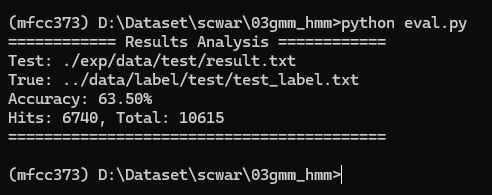 (mfcc373) D:\Dataset\scwar\03gmm_hmm>python eval.py
============ Results Analysis ============
Test: ./exp/data/test/result.txt
True: ../data/label/test/test_label.txt
Accuracy: 63.50%
Hits: 6740, Total: 10615
==========================================
(mfcc373) D:\Dataset\scwar\03gmm_hmm>